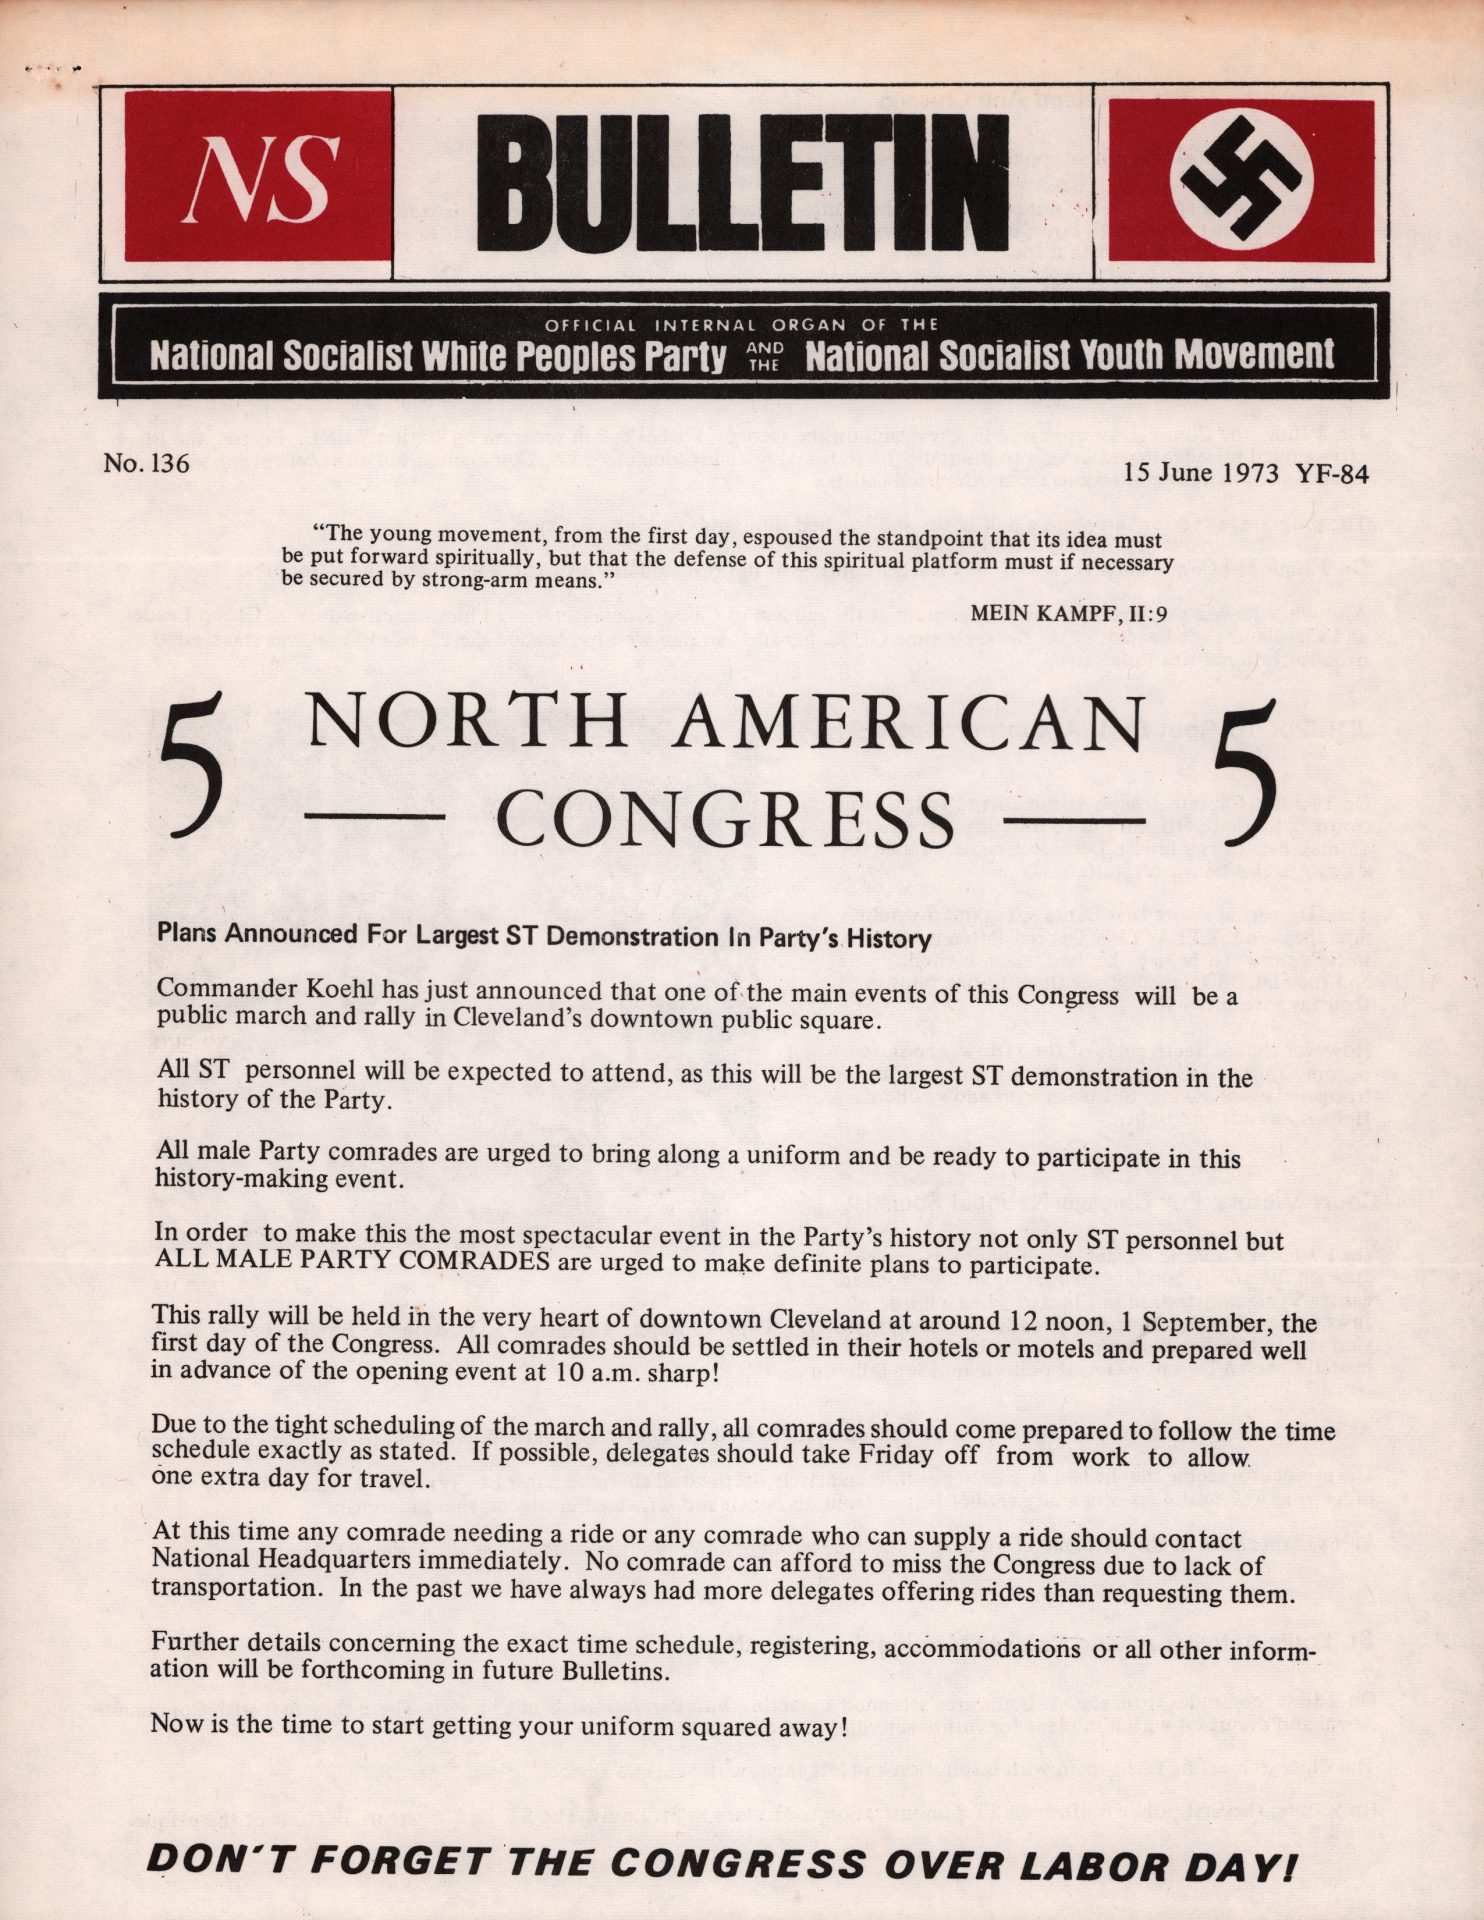 NS
BULLETIN
OFFICIAL INTERNAL ORGAN OF THE
National Socialist White Peoples Party AND THE National Socialist Youth Movement
No. 136
15 June 1973 YF-84
“The young movement, from the first day, espoused the standpoint that its idea must
be put forward spiritually, but that the defense of this spiritual platform must if necessary
be secured by strong-arm means.”
MEIN KAMPF, II:9
5 NORTH AMERICAN 5
— CONGRESS —
Plans Announced For Largest ST Demonstration In Party’s History
Commander Koehl has just announced that one of the main events of this Congress will be a
public march and rally in Cleveland’s downtown public square.
All ST personnel will be expected to attend, as this will be the largest ST demonstration in the
history of the Party.
All male Party comrades are urged to bring along a uniform and be ready to participate in this
history-making event.
In order to make this the most spectacular event in the Party’s history not only ST personnel but
ALL MALE PARTY COMRADES are urged to make definite plans to participate.
This rally will be held in the very heart of downtown Cleveland at around 12 noon, 1 September, the
first day of the Congress. All comrades should be settled in their hotels or motels and prepared well
in advance of the opening event at 10 a.m. sharp!
Due to the tight scheduling of the march and rally, all comrades should come prepared to follow the time
schedule exactly as stated. If possible, delegates should take Friday off from work to allow
one extra day for travel.
At this time any comrade needing a ride or any comrade who can supply a ride should contact
National Headquarters immediately. No comrade can afford to miss the Congress due to lack of
transportation. In the past we have always had more delegates offering rides than requesting them.
Further details concerning the exact time schedule, registering, accommodations or all other inform-
ation will be forthcoming in future Bulletins.
Now is the time to start getting your uniform squared away!
DON'T FORGET THE CONGRESS OVER LABOR DAY!